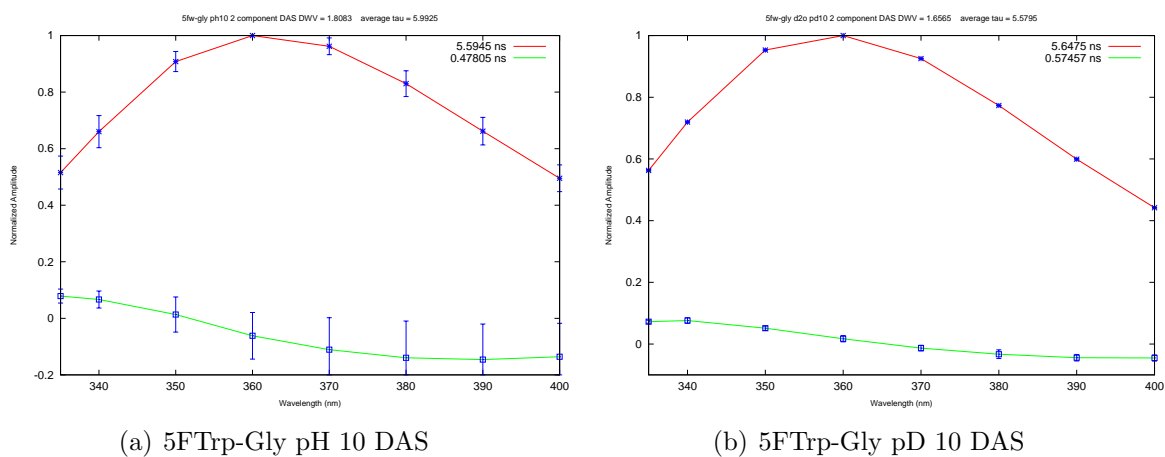 5fw-gly ph10 2 component DAS DWV = 1.8083 average tau = 5.9925
5.5945 ns
0.47805 ns
Normalized Amplitude
1
0.8
0.6
0.4
0.2
0
-0.2
340 350 360 370 380 390 400
Wavelength (nm)
(a) 5FTrp-Gly pH 10 DAS
5fw-gly d2o pd10 2 component DAS DWV = 1.6565 average tau = 5.5795
5.6475 ns
0.57457 ns
Normalized Amplitude
1
0.8
0.6
0.4
0.2
0
340 350 360 370 380 390 400
Wavelength (nm)
(b) 5FTrp-Gly pD 10 DAS